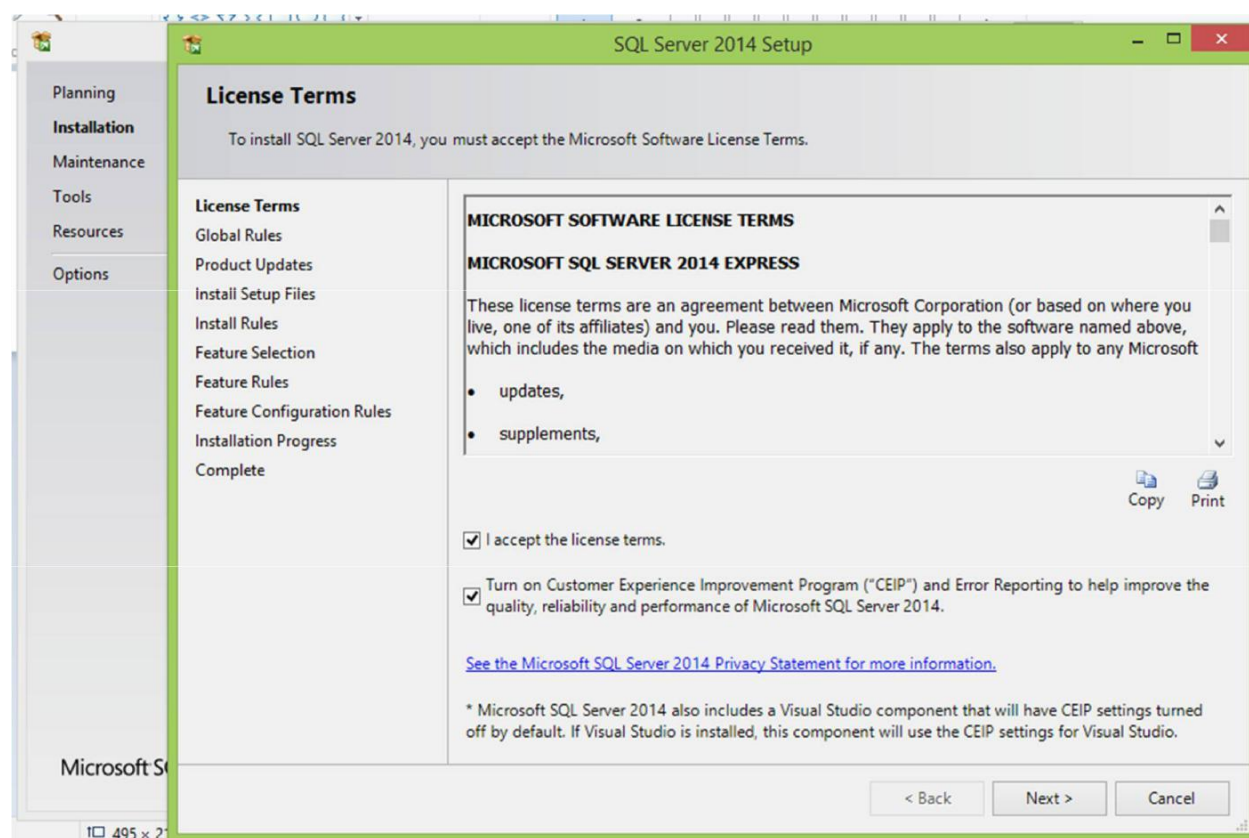 SQL Server 2014 Setup
Planning
Installation
Maintenance
Tools
Resources
Options
Microsoft
License Terms
To install SQL Server 2014, you must accept the Microsoft Software License Terms.
License Terms
Global Rules
Product Updates
Install Setup Files
Install Rules
Feature Selection
Feature Rules
Feature Configuration Rules
Installation Progress
Complete
MICROSOFT SOFTWARE LICENSE TERMS
MICROSOFT SQL SERVER 2014 EXPRESS
These license terms are an agreement between Microsoft Corporation (or based on where you
live, one of its affiliates) and you. Please read them. They apply to the software named above,
which includes the media on which you received it, if any. The terms also apply to any Microsoft
• updates,
• supplements,
Copy Print
I accept the license terms.
Turn on Customer Experience Improvement Program ("CEIP") and Error Reporting to help improve the
quality, reliability and performance of Microsoft SQL Server 2014.
See the Microsoft SQL Server 2014 Privacy Statement for more information.
* Microsoft SQL Server 2014 also includes a Visual Studio component that will have CEIP settings turned
off by default. If Visual Studio is installed, this component will use the CEIP settings for Visual Studio.
< Back Next > Cancel
495 ×